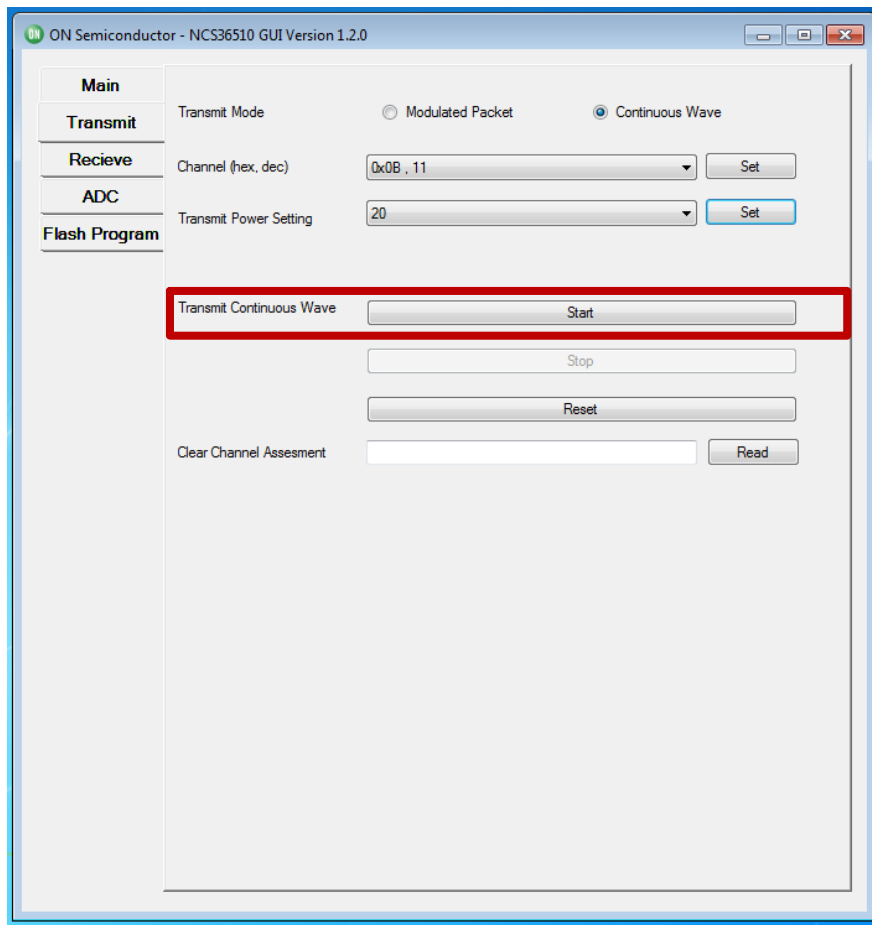 ON ON Semiconductor - NCS36510 GUI Version 1.2.0
Main
Transmit
Recieve
ADC
Flash Program
Transmit Mode Modulated Packet Continuous Wave
Channel (hex, dec) 0x0B , 11 Set
Transmit Power Setting 20 Set
Transmit Continuous Wave Start
Stop
Reset
Clear Channel Assesment Read